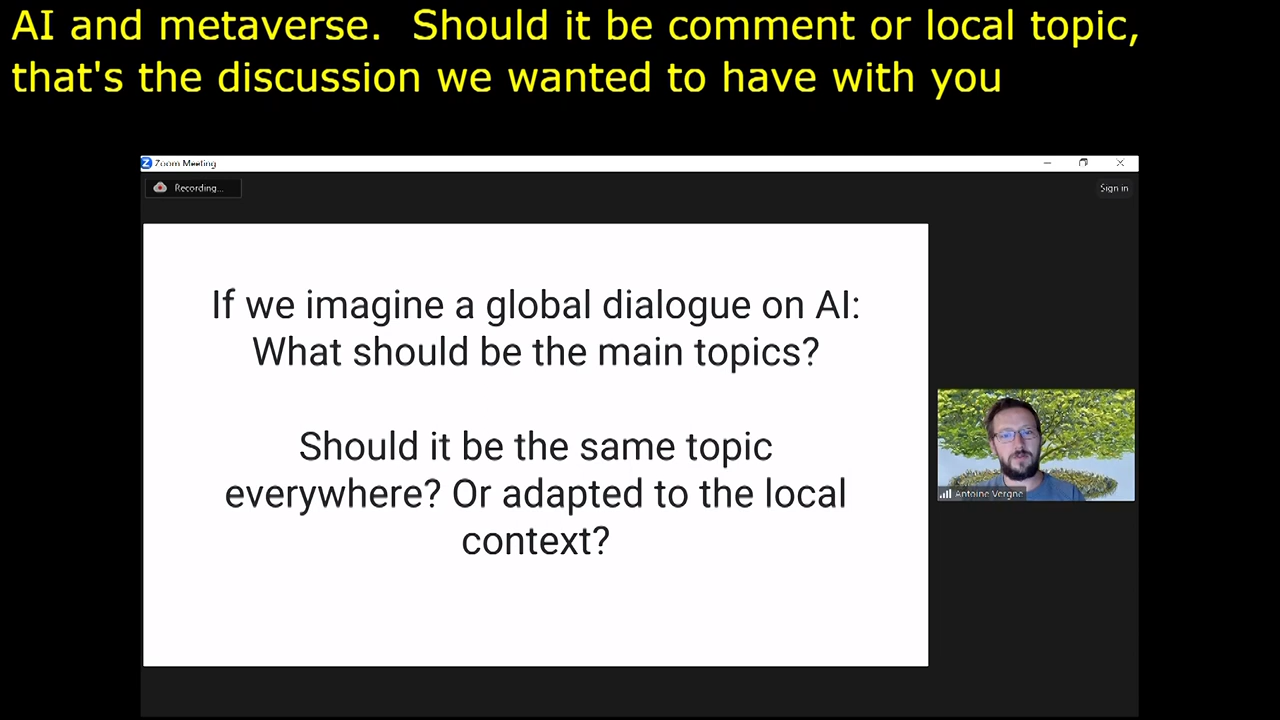 AI and metaverse.  Should it be comment or local topic,
that's the discussion we wanted to have with you
Zoom Meeting
Recording...
Sign in
If we imagine a global dialogue on AI:
What should be the main topics?
Should it be the same topic
everywhere? Or adapted to the local
context?
Antoine Vergne